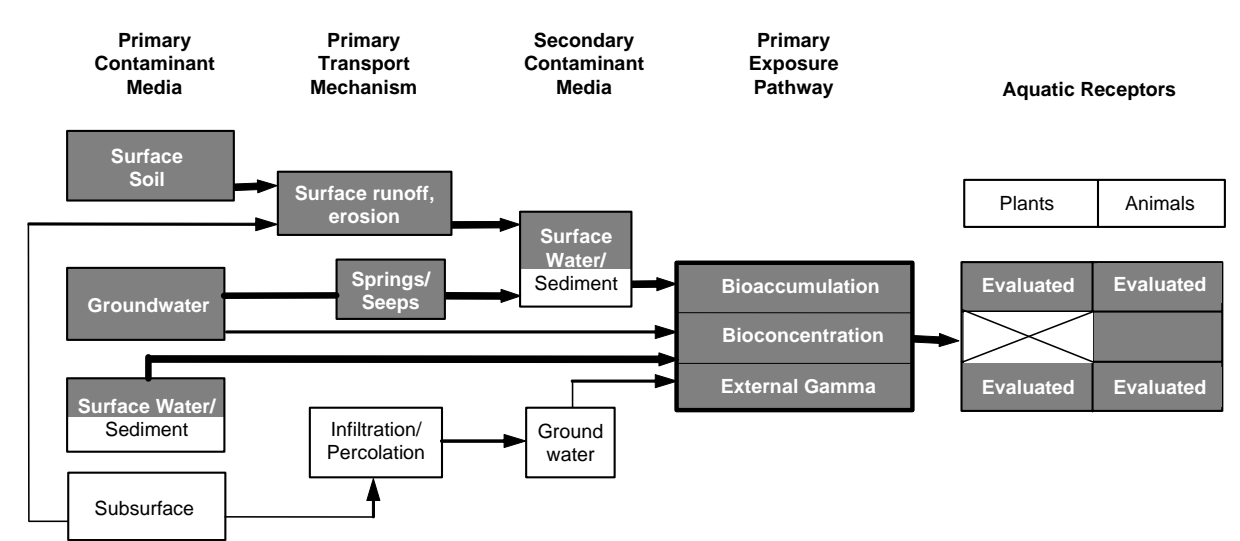 Primary
Contaminant
Media
Primary
Transport
Mechanism
Secondary
Contaminant
Media
Primary
Exposure
Pathway
Aquatic Receptors
Surface
Soil
Surface runoff,
erosion
Plants
Animals
Surface
Water/
Sediment
Groundwater
Springs/
Seeps
Bioaccumulation
Bioconcentration
External Gamma
Evaluated
Evaluated
Evaluated
Evaluated
Surface Water/
Sediment
Infiltration/
Percolation
Ground
water
Subsurface